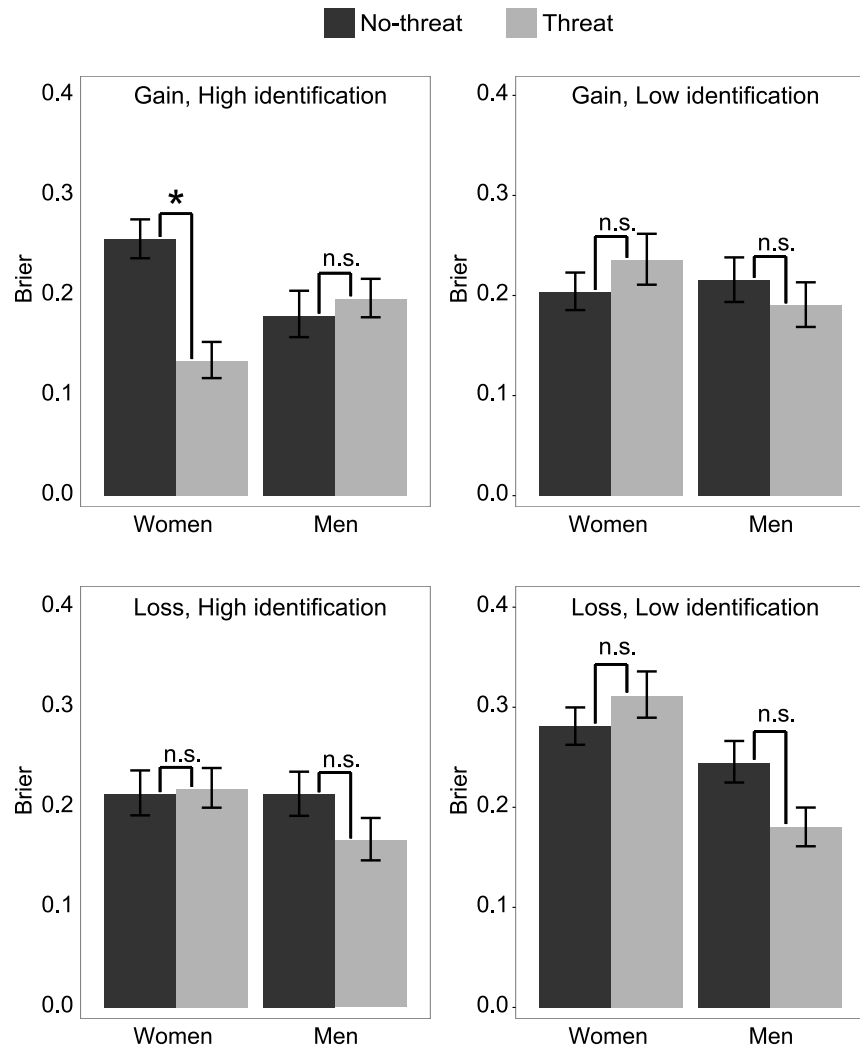 No-threat Threat
Gain, High identification
Brier
0.4
0.3
0.2
0.1
0.0
*
n.s.
Women Men
Gain, Low identification
Brier
0.4
0.3
0.2
0.1
0.0
n.s.
n.s.
Women Men
Loss, High identification
Brier
0.4
0.3
0.2
0.1
0.0
n.s.
n.s.
Women Men
Loss, Low identification
Brier
0.4
0.3
0.2
0.1
0.0
n.s.
n.s.
Women Men